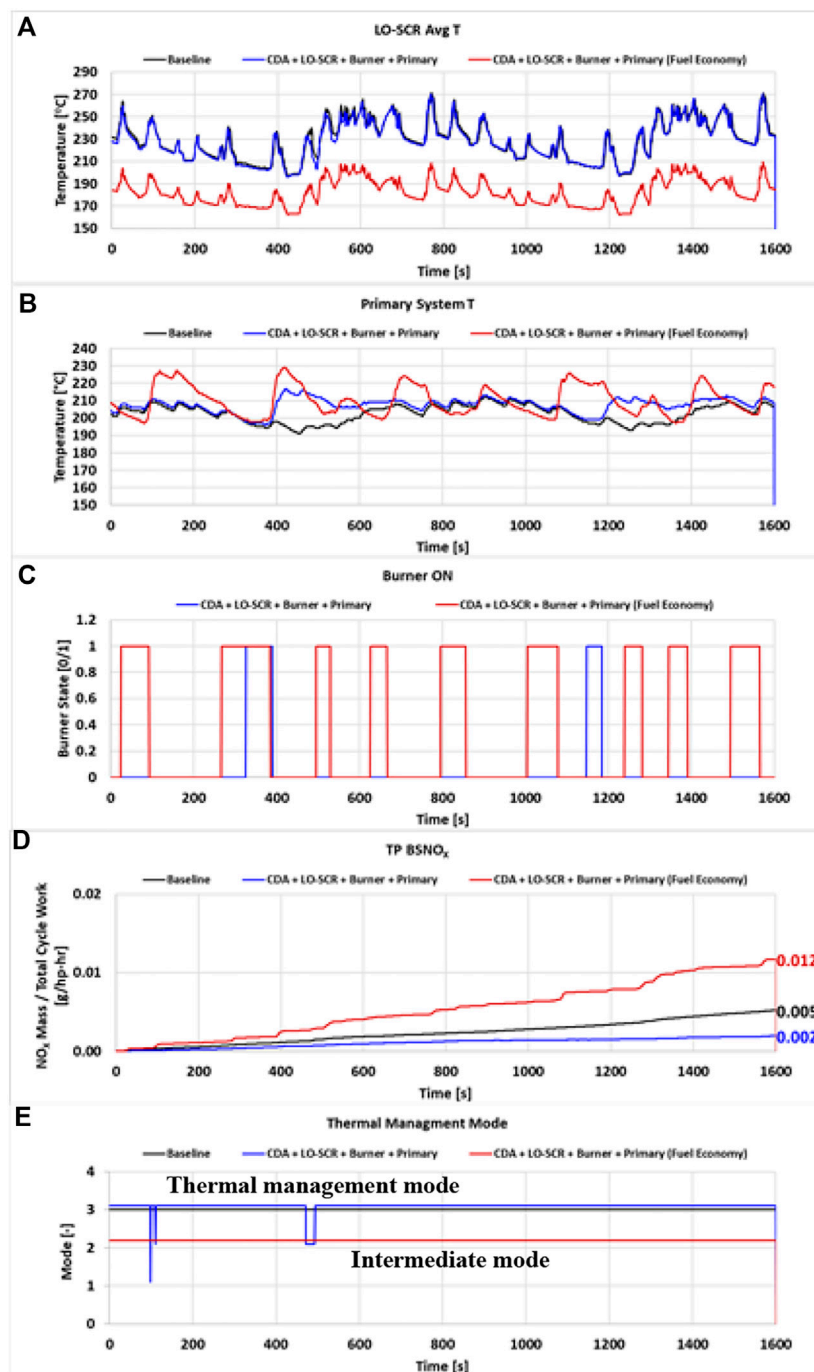 A
LO-SCR Avg T
Baseline CDA + LO-SCR + Burner + Primary CDA + LO-SCR + Burner + Primary (Fuel Economy)
Temperature [°C]
290
270
250
230
210
190
170
150
0 200 400 600 800 1000 1200 1400 1600
Time [s]
B
Primary System T
Baseline CDA + LO-SCR + Burner + Primary CDA + LO-SCR + Burner + Primary (Fuel Economy)
Temperature [°C]
240
230
220
210
200
190
180
170
160
150
0 200 400 600 800 1000 1200 1400 1600
Time [s]
C
Burner ON
CDA + LO-SCR + Burner + Primary CDA + LO-SCR + Burner + Primary (Fuel Economy)
Burner State [0/1]
1.2
1
0.8
0.6
0.4
0.2
0
0 200 400 600 800 1000 1200 1400 1600
Time [s]
D
TP BSNOx
Baseline CDA + LO-SCR + Burner + Primary CDA + LO-SCR + Burner + Primary (Fuel Economy)
NOx Mass / Total Cycle Work
[g/hp-hr]
0.02
0.01
0.00
0.012
0.005
0.002
0 200 400 600 800 1000 1200 1400 1600
Time [s]
E
Thermal Managment Mode
Baseline CDA + LO-SCR + Burner + Primary CDA + LO-SCR + Burner + Primary (Fuel Economy)
Mode [-]
4
3
2
1
0
Thermal management mode
Intermediate mode
0 200 400 600 800 1000 1200 1400 1600
Time [s]